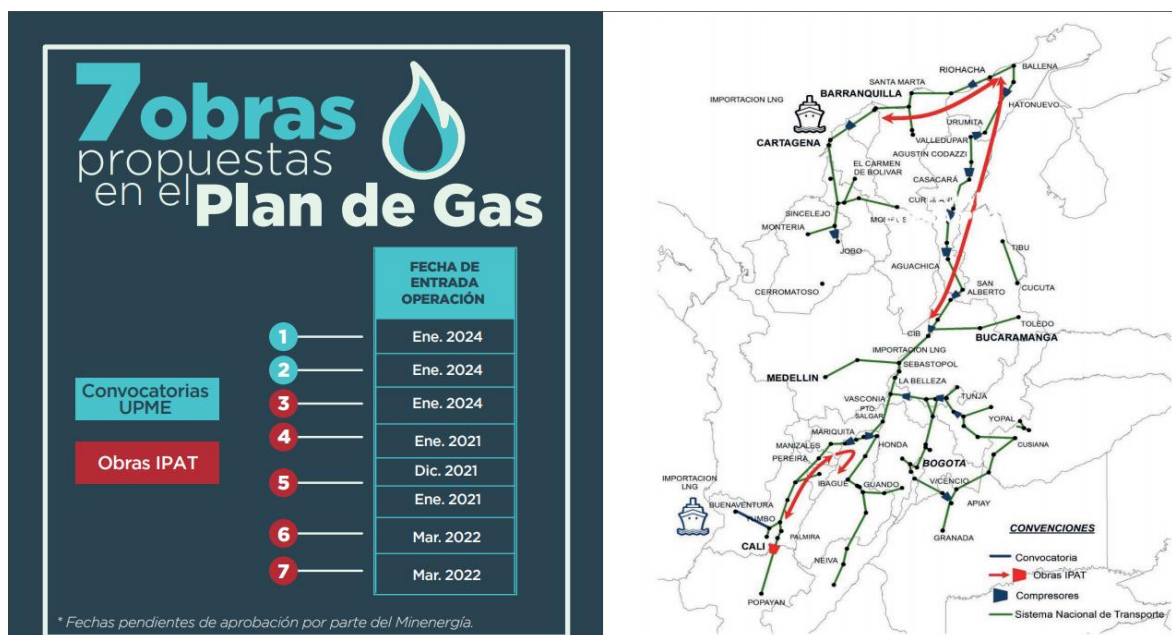 7 obras
propuestas
en el Plan de Gas
FECHA DE
ENTRADA
OPERACIÓN
1
Ene. 2024
2
Ene. 2024
3
Ene. 2024
4
Ene. 2021
5
Dic. 2021
Ene. 2021
6
Mar. 2022
7
Mar. 2022
Convocatorias
UPME
Obras IPAT
* Fechas pendientes de aprobación por parte del Minenergía.
RIOHACHA
BALLENA
SANTA MARTA
BARRANQUILLA
IMPORTACION LNG
HATONUEVO
URUMITA
VALLEDUPAR
CARTAGENA
AGUSTIN CODAZZI
EL CARMEN
DE BOLIVAR
CASACARÁ
SINCELEJO
MONTERIA
JOBO
TIBU
AGUACHICA
CERROMATOSO
SAN
ALBERTO
CUCUTA
TOLEDO
CIB
BUCARAMANGA
IMPORTACION LNG
SEBASTOPOL
MEDELLIN
LA BELLEZA
VASCONIA
TUNJA
PTO
SALGAR
YOPAL
MARIQUITA
MANIZALES
HONDA
CUSIANA
PEREIRA
BOGOTA
IBAGUE
GUANDO
V/CENCIO
IMPORTACION
LNG
BUENAVENTURA
APIAY
YUMBO
GRANADA
CALI
PALMIRA
NEIVA
POPAYAN
CONVENCIONES
Convocatoria
Obras IPAT
Compresores
Sistema Nacional de Transporte